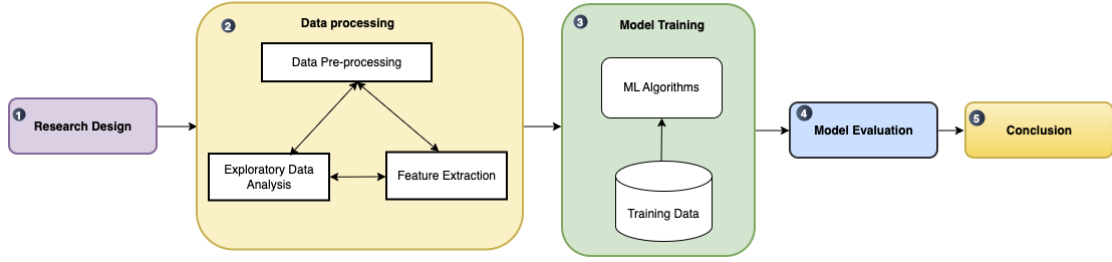 1
Research Design
2
Data processing
Data Pre-processing
Exploratory Data
Analysis
Feature Extraction
3
Model Training
ML Algorithms
Training Data
4
Model Evaluation
5
Conclusion